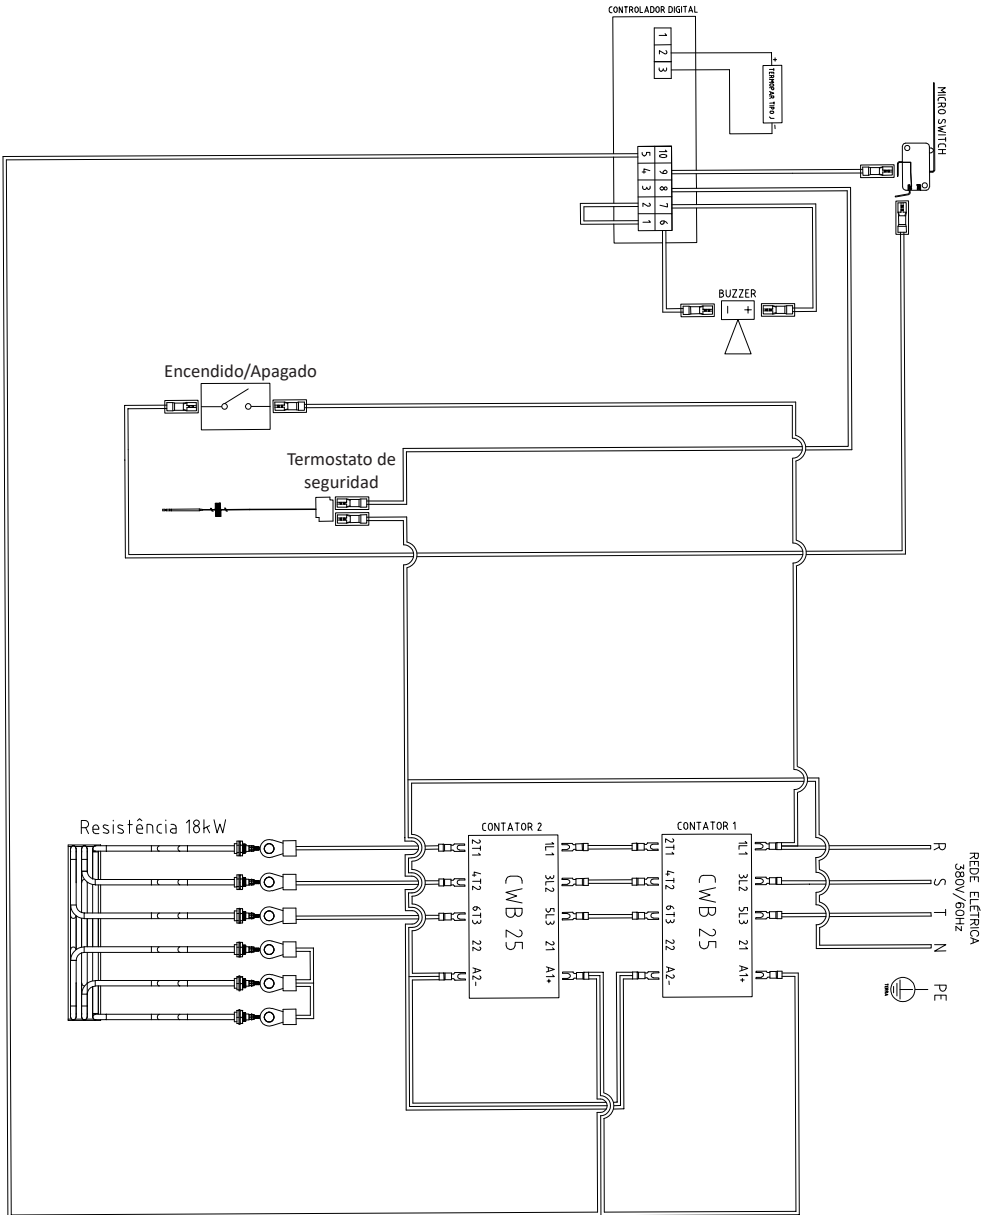 CONTROLADOR DIGITAL
1
2
3
+
TERMOPAR TIPO J
-
MICRO SWITCH
5 10
4 9
3 8
2 7
1 6
BUZZER
- +
Encendido/Apagado
Termostato de
seguridad
Resistência 18kW
CONTATOR 2
2T1 1L1
4T2 3L2
6T3 5L3
22 21
A2- A1+
CWB 25
CONTATOR 1
2T1 1L1
4T2 3L2
6T3 5L3
22 21
A2- A1+
CWB 25
R
S
T
N
PE
REDE ELÉTRICA
380V/60Hz